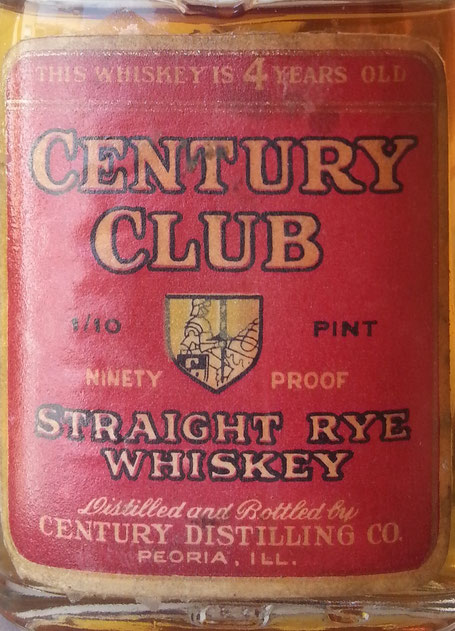 THIS WHISKEY IS 4 YEARS OLD
CENTURY
CLUB
1/10 PINT
NINETY PROOF
STRAIGHT RYE
WHISKEY
Distilled and Bottled by
CENTURY DISTILLING CO.
PEORIA, ILL.